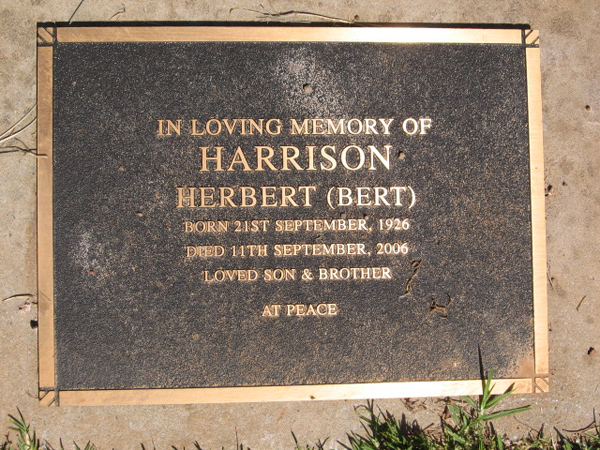 IN LOVING MEMORY OF
HARRISON
HERBERT (BERT)
BORN 21ST SEPTEMBER, 1926
DIED 11TH SEPTEMBER, 2006
LOVED SON & BROTHER
AT PEACE